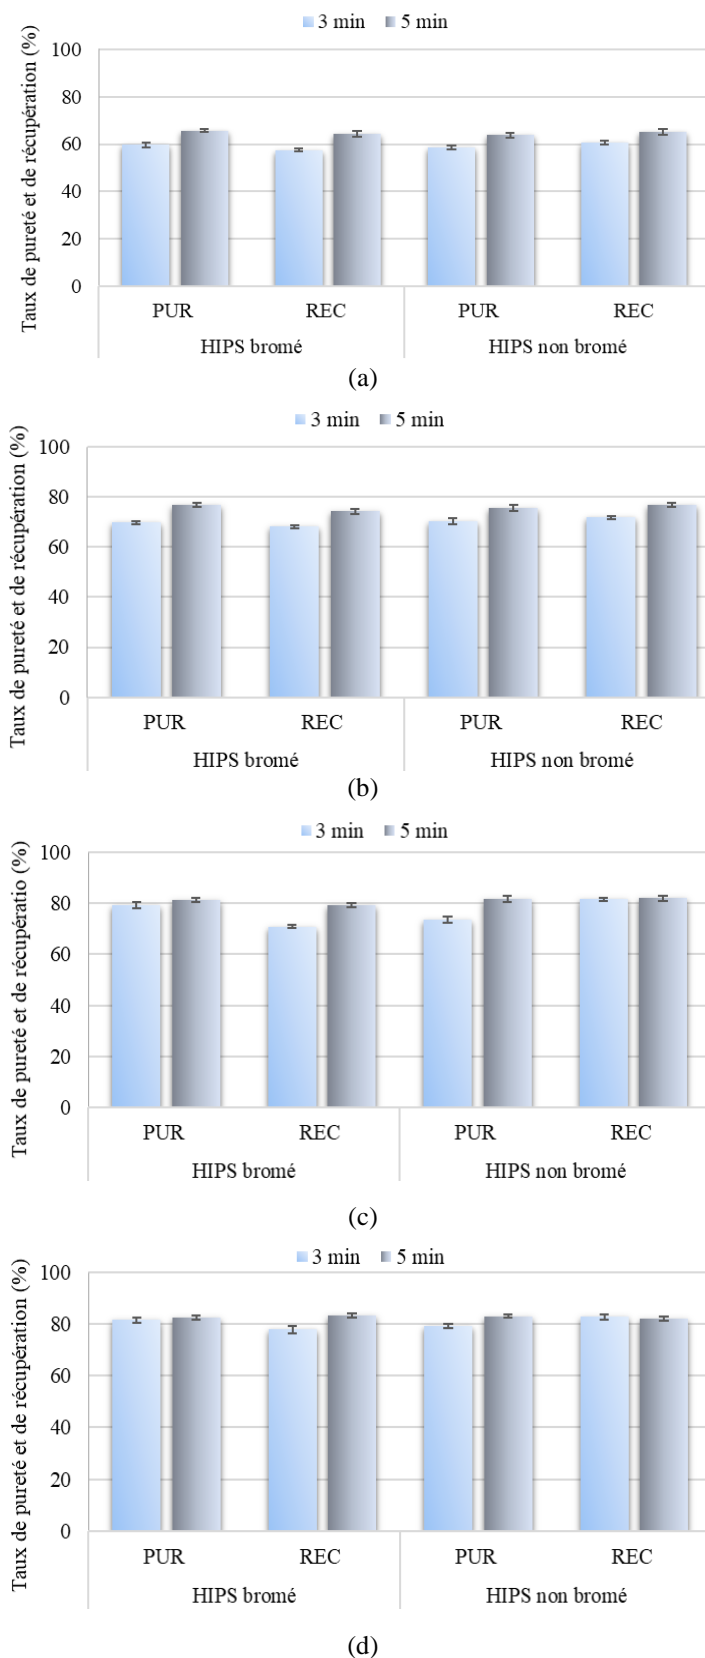 3 min 5 min
Taux de pureté et de récupération (%)
100
80
60
40
20
0
PUR REC PUR REC
HIPS bromé HIPS non bromé
(a)
3 min 5 min
Taux de pureté et de récupération (%)
100
80
60
40
20
0
PUR REC PUR REC
HIPS bromé HIPS non bromé
(b)
3 min 5 min
Taux de pureté et de récupératio (%)
100
80
60
40
20
0
PUR REC PUR REC
HIPS bromé HIPS non bromé
(c)
3 min 5 min
Taux de pureté et de récupération (%)
100
80
60
40
20
0
PUR REC PUR REC
HIPS bromé HIPS non bromé
(d)